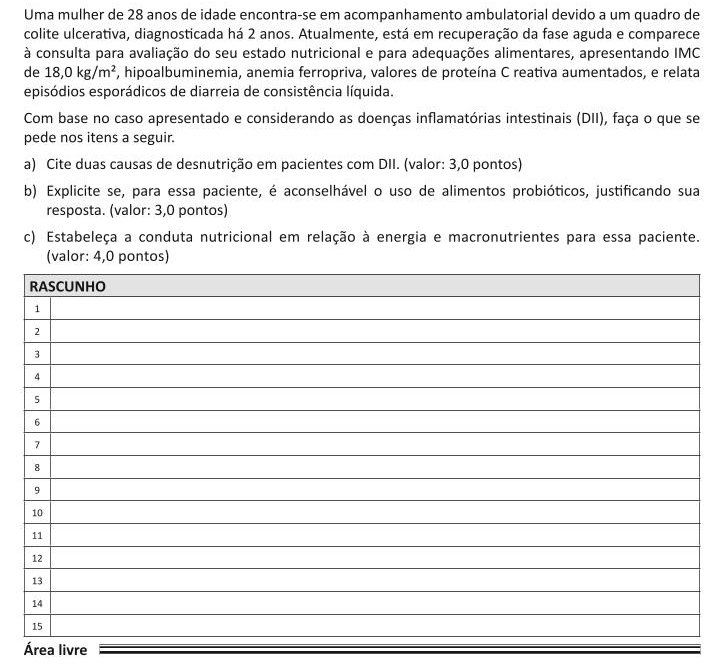 Uma mulher de 28 anos de idade encontra-se em acompanhamento ambulatorial devido a um quadro de
colite ulcerativa, diagnosticada há 2 anos. Atualmente, está em recuperação da fase aguda e comparece
à consulta para avaliação do seu estado nutricional e para adequações alimentares, apresentando IMC
de 18,0 kg/m², hipoalbuminemia, anemia ferropriva, valores de proteína C reativa aumentados, e relata
episódios esporádicos de diarreia de consistência líquida.
Com base no caso apresentado e considerando as doenças inflamatórias intestinais (DII), faça o que se
pede nos itens a seguir.
a) Cite duas causas de desnutrição em pacientes com DII. (valor: 3,0 pontos)
b) Explicite se, para essa paciente, é aconselhável o uso de alimentos probióticos, justificando sua
resposta. (valor: 3,0 pontos)
c) Estabeleça a conduta nutricional em relação à energia e macronutrientes para essa paciente.
(valor: 4,0 pontos)
RASCUNHO
1
2
3
4
5
6
7
8
9
10
11
12
13
14
15
Área livre